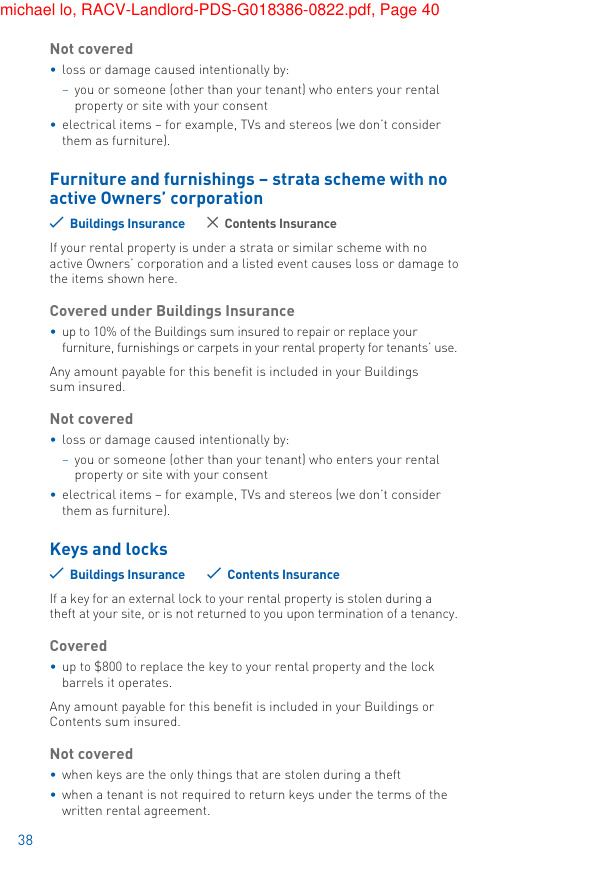 michael lo, RACV-Landlord-PDS-G018386-0822.pdf, Page 40
Not covered
• loss or damage caused intentionally by:
– you or someone (other than your tenant) who enters your rental
property or site with your consent
• electrical items – for example, TVs and stereos (we don't consider
them as furniture).
Furniture and furnishings – strata scheme with no
active Owners' corporation
✓ Buildings Insurance ✕ Contents Insurance
If your rental property is under a strata or similar scheme with no
active Owners' corporation and a listed event causes loss or damage to
the items shown here.
Covered under Buildings Insurance
• up to 10% of the Buildings sum insured to repair or replace your
furniture, furnishings or carpets in your rental property for tenants' use.
Any amount payable for this benefit is included in your Buildings
sum insured.
Not covered
• loss or damage caused intentionally by:
– you or someone (other than your tenant) who enters your rental
property or site with your consent
• electrical items – for example, TVs and stereos (we don't consider
them as furniture).
Keys and locks
✓ Buildings Insurance ✓ Contents Insurance
If a key for an external lock to your rental property is stolen during a
theft at your site, or is not returned to you upon termination of a tenancy.
Covered
• up to $800 to replace the key to your rental property and the lock
barrels it operates.
Any amount payable for this benefit is included in your Buildings or
Contents sum insured.
Not covered
• when keys are the only things that are stolen during a theft
• when a tenant is not required to return keys under the terms of the
written rental agreement.
38